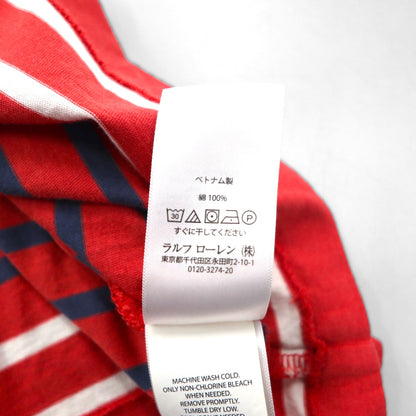 ベトナム製
綿 100%
30
P
すぐに干してください
ラルフ ローレン (株)
東京都千代田区永田町2-10-1
0120-3274-20
MACHINE WASH COLD.
ONLY NON-CHLORINE BLEACH
WHEN NEEDED.
REMOVE PROMPTLY.
TUMBLE DRY LOW.